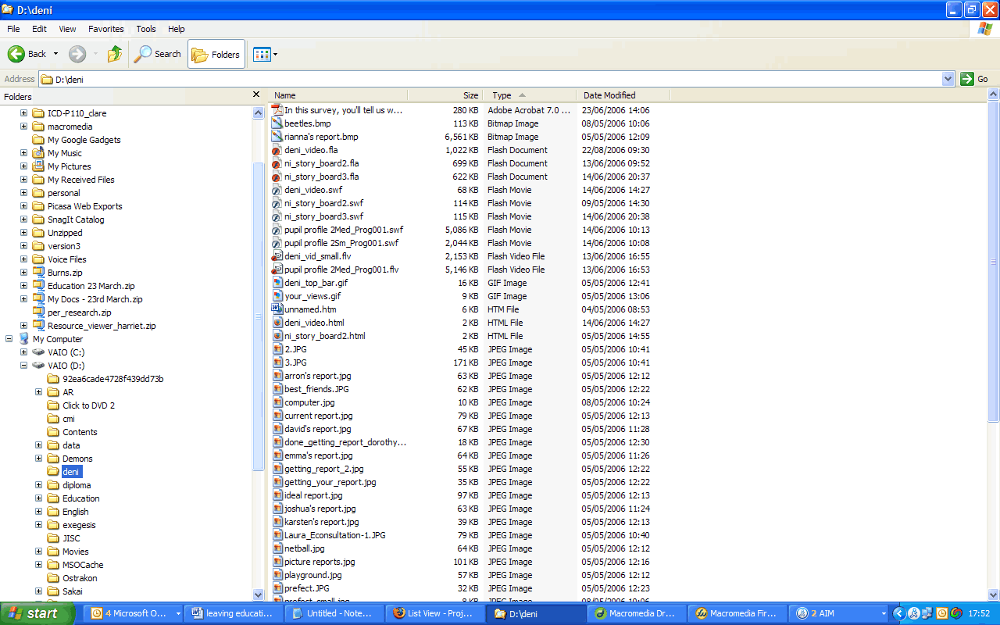 D:\deni
File Edit View Favorites Tools Help
Back Search Folders
Address D:\deni Go
Folders
ICD-P110_clare
macromedia
My Google Gadgets
My Music
My Pictures
My Received Files
personal
Picasa Web Exports
SnagIt Catalog
Unzipped
version3
Voice Files
Burns.zip
Education 23 March.zip
My Docs - 23rd March.zip
per_research.zip
Resource_viewer_harriet.zip
My Computer
VAIO (C:)
VAIO (D:)
92ea6cade4728f439dd73b
AR
Click to DVD 2
cmi
Contents
data
Demons
deni
diploma
Education
English
exegesis
JISC
Movies
MSOCache
Ostrakon
Sakai
Name Size Type Date Modified
In this survey, you'll tell us w... 280 KB Adobe Acrobat 7.0 ... 23/06/2006 14:06
beetles.bmp 113 KB Bitmap Image 08/05/2006 10:06
rianna's report.bmp 6,561 KB Bitmap Image 05/05/2006 12:09
deni_video.fla 1,022 KB Flash Document 22/08/2006 09:30
ni_story_board2.fla 699 KB Flash Document 13/06/2006 09:52
ni_story_board3.fla 622 KB Flash Document 14/06/2006 20:37
deni_video.swf 68 KB Flash Movie 14/06/2006 14:27
ni_story_board2.swf 114 KB Flash Movie 09/05/2006 14:30
ni_story_board3.swf 115 KB Flash Movie 14/06/2006 20:38
pupil profile 2Med_Prog001.swf 5,086 KB Flash Movie 14/06/2006 10:13
pupil profile 2Sm_Prog001.swf 2,044 KB Flash Movie 14/06/2006 10:08
deni_vid_small.flv 2,153 KB Flash Video File 13/06/2006 16:55
pupil profile 2Med_Prog001.flv 5,146 KB Flash Video File 13/06/2006 16:53
deni_top_bar.gif 16 KB GIF Image 05/05/2006 12:41
your_views.gif 9 KB GIF Image 05/05/2006 13:06
unnamed.htm 6 KB HTM File 04/05/2006 08:53
deni_video.html 2 KB HTML File 14/06/2006 14:27
ni_story_board2.html 2 KB HTML File 05/05/2006 14:55
2.JPG 45 KB JPEG Image 05/05/2006 10:41
3.JPG 171 KB JPEG Image 05/05/2006 10:41
arron's report.jpg 63 KB JPEG Image 05/05/2006 12:12
best_friends.JPG 62 KB JPEG Image 05/05/2006 12:22
computer.jpg 10 KB JPEG Image 08/05/2006 10:24
current report.jpg 79 KB JPEG Image 05/05/2006 12:13
david's report.jpg 67 KB JPEG Image 05/05/2006 11:28
done_getting_report_dorothy... 18 KB JPEG Image 05/05/2006 12:30
emma's report.jpg 64 KB JPEG Image 05/05/2006 11:26
getting_report_2.jpg 55 KB JPEG Image 05/05/2006 12:22
getting_your_report.jpg 35 KB JPEG Image 05/05/2006 12:22
ideal report.jpg 97 KB JPEG Image 05/05/2006 12:13
joshua's report.jpg 63 KB JPEG Image 05/05/2006 11:24
karsten's report.jpg 39 KB JPEG Image 05/05/2006 12:13
Laura_Econsultation-1.JPG 79 KB JPEG Image 05/05/2006 10:40
netball.jpg 64 KB JPEG Image 05/05/2006 12:12
picture reports.jpg 101 KB JPEG Image 05/05/2006 12:16
playground.jpg 57 KB JPEG Image 05/05/2006 12:12
prefect.JPG 32 KB JPEG Image 05/05/2006 12:23
start 4 Microsoft O... leaving educati... Untitled - Note... List View - Proj... D:\deni Macromedia Dr... Macromedia Fir... 2 AIM 17:52